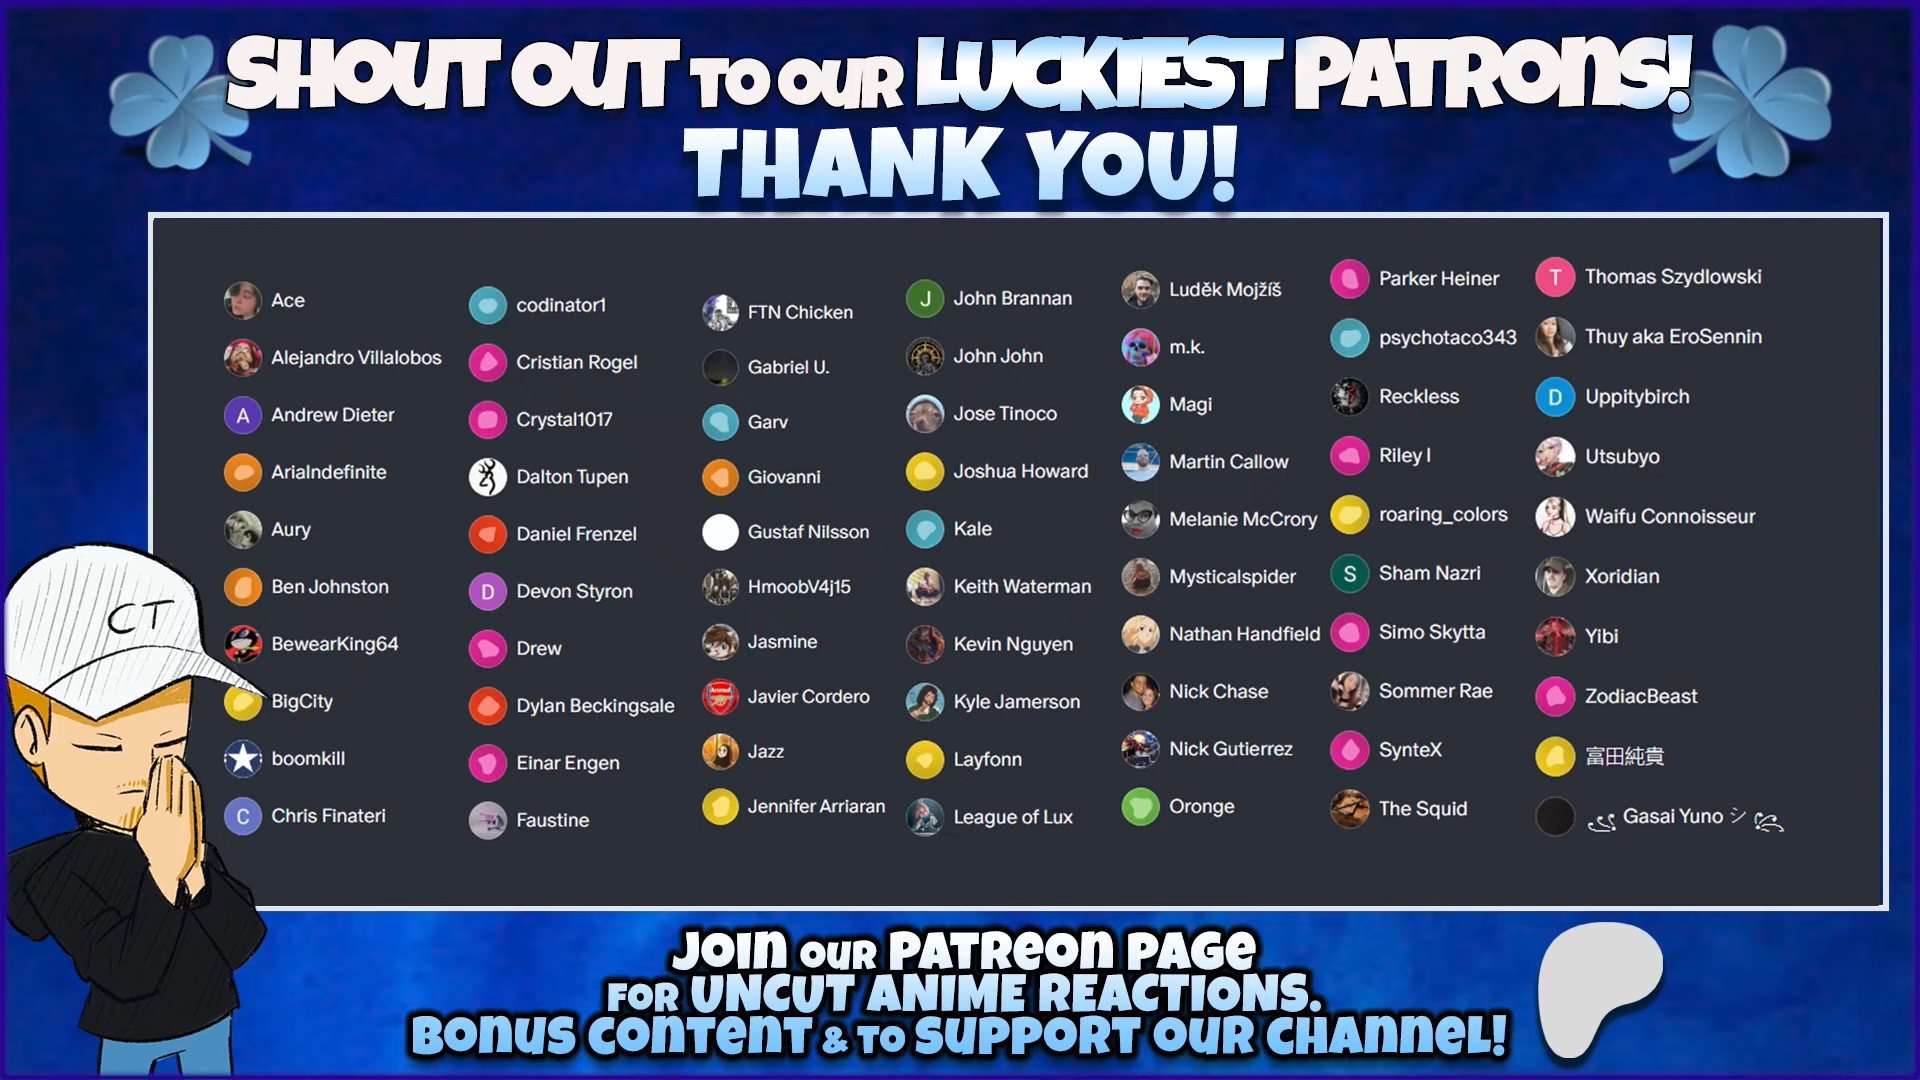 SHOUT OUT TO OUR LUCKIEST PATRONS!
THANK YOU!
Ace
Alejandro Villalobos
A Andrew Dieter
AriaIndefinite
Aury
Ben Johnston
BewearKing64
BigCity
boomkill
C Chris Finateri
codinator1
Cristian Rogel
Crystal1017
Dalton Tupen
Daniel Frenzel
D Devon Styron
Drew
Dylan Beckingsale
Einar Engen
Faustine
FTN Chicken
Gabriel U.
Garv
Giovanni
Gustaf Nilsson
HmoobV4j15
Jasmine
Arsenal Javier Cordero
Jazz
Jennifer Arriaran
J John Brannan
John John
Jose Tinoco
Joshua Howard
Kale
Keith Waterman
Kevin Nguyen
Kyle Jamerson
Layfonn
League of Lux
Luděk Mojžíš
m.k.
Magi
Martin Callow
Melanie McCrory
Mysticalspider
Nathan Handfield
Nick Chase
Nick Gutierrez
Oronge
Parker Heiner
psychotaco343
Reckless
Riley I
roaring_colors
S Sham Nazri
Simo Skytta
Sommer Rae
SynteX
The Squid
T Thomas Szydlowski
Thuy aka EroSennin
D Uppitybirch
Utsubyo
Waifu Connoisseur
Xoridian
Yibi
ZodiacBeast
富田純貴
Gasai Yuno シ
CT
JOIN OUR PATREON PAGE
FOR UNCUT ANIME REACTIONS.
BONUS CONTENT & TO SUPPORT OUR CHANNEL!